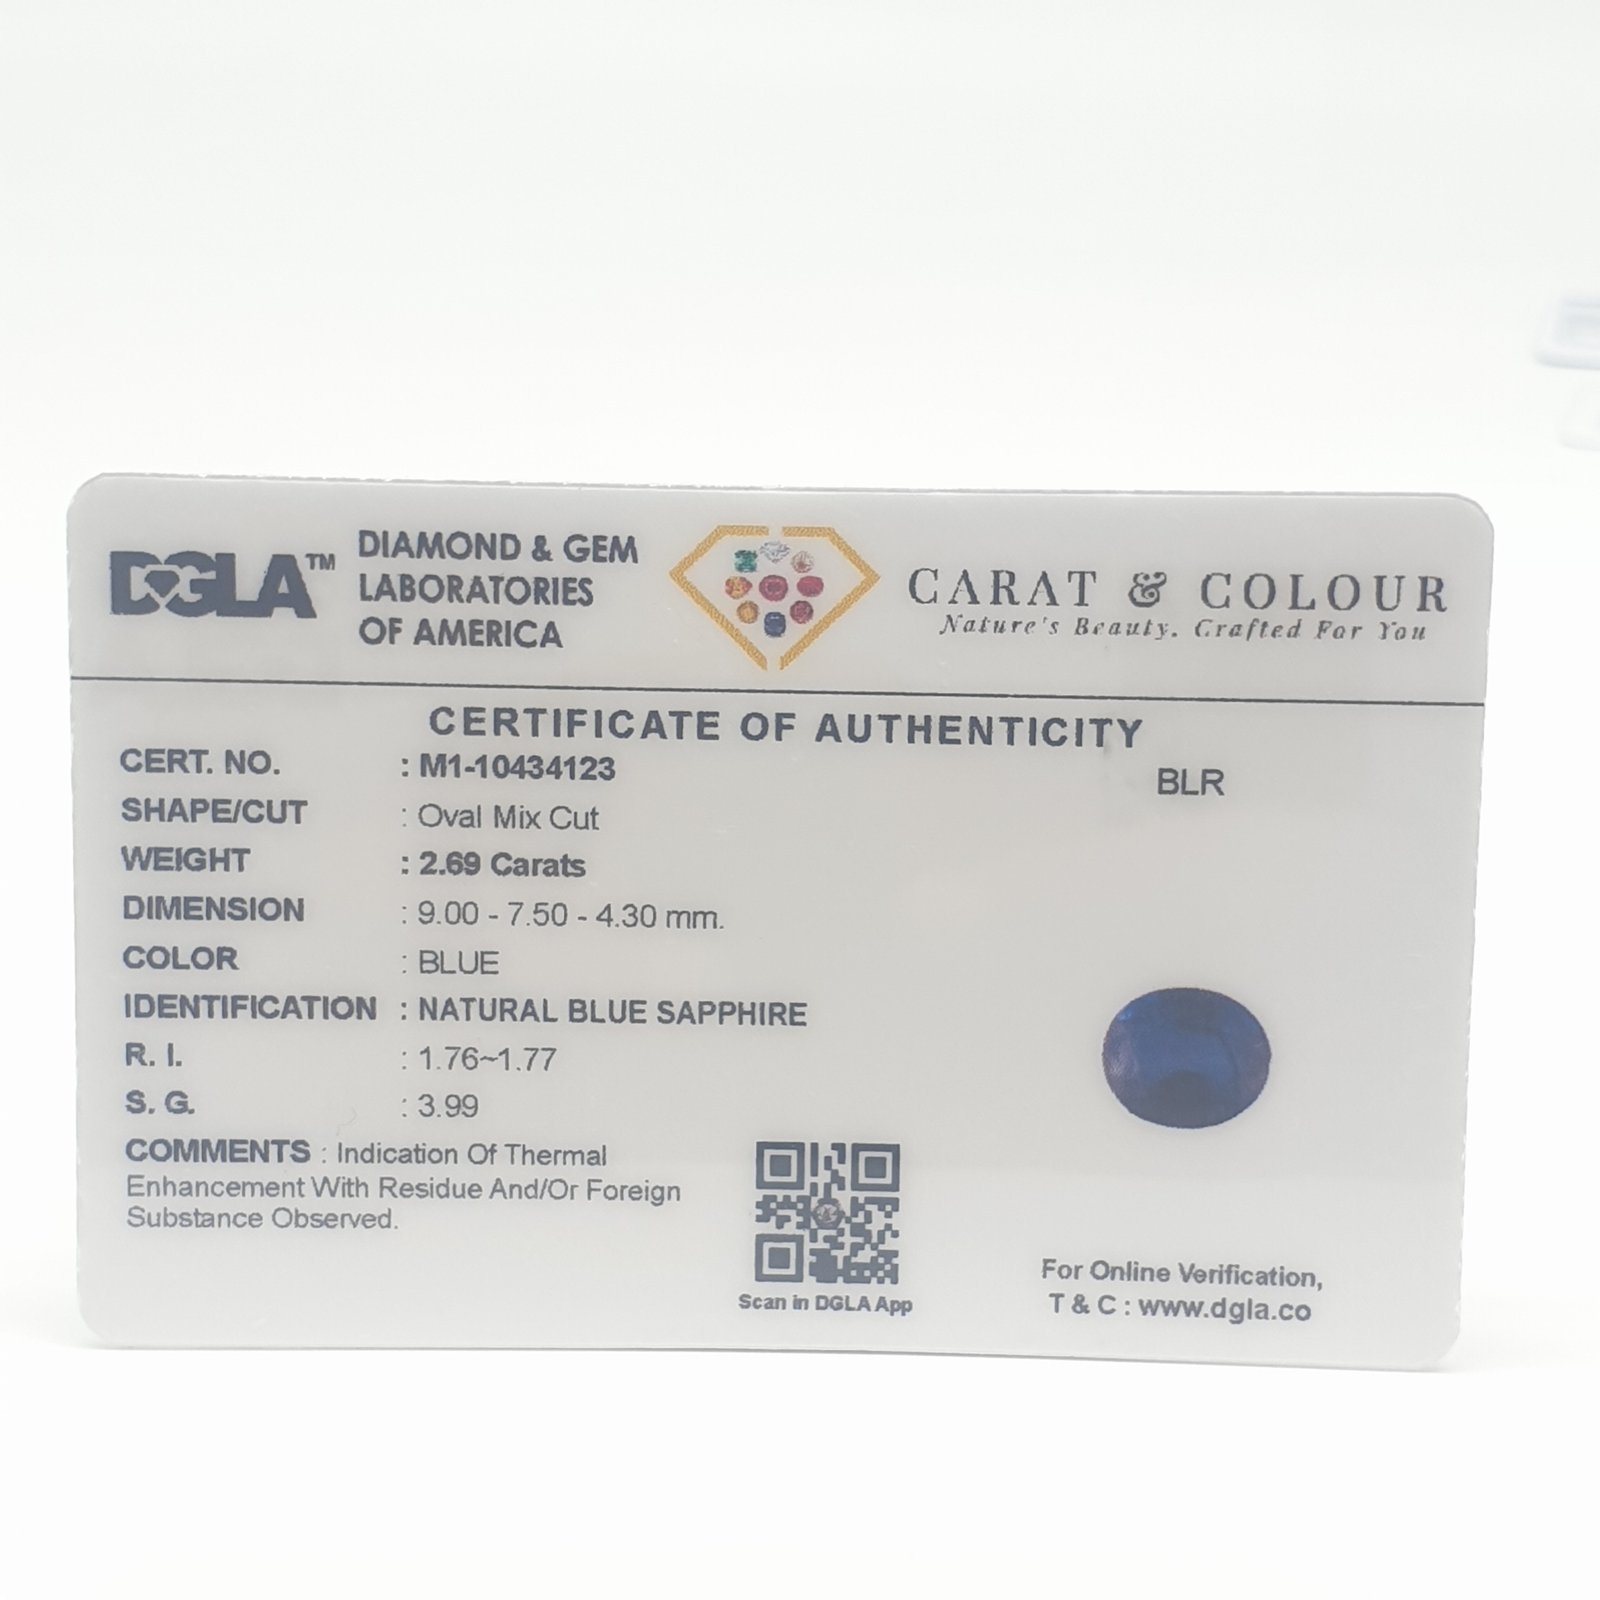 DGLA™
DIAMOND & GEM
LABORATORIES
OF AMERICA
CARAT & COLOUR
Nature's Beauty. Crafted For You
CERTIFICATE OF AUTHENTICITY
CERT. NO. : M1-10434123
BLR
SHAPE/CUT : Oval Mix Cut
WEIGHT : 2.69 Carats
DIMENSION : 9.00 - 7.50 - 4.30 mm.
COLOR : BLUE
IDENTIFICATION : NATURAL BLUE SAPPHIRE
R. I. : 1.76~1.77
S. G. : 3.99
COMMENTS : Indication Of Thermal
Enhancement With Residue And/Or Foreign
Substance Observed.
Scan in DGLA App
For Online Verification,
T & C : www.dgla.co